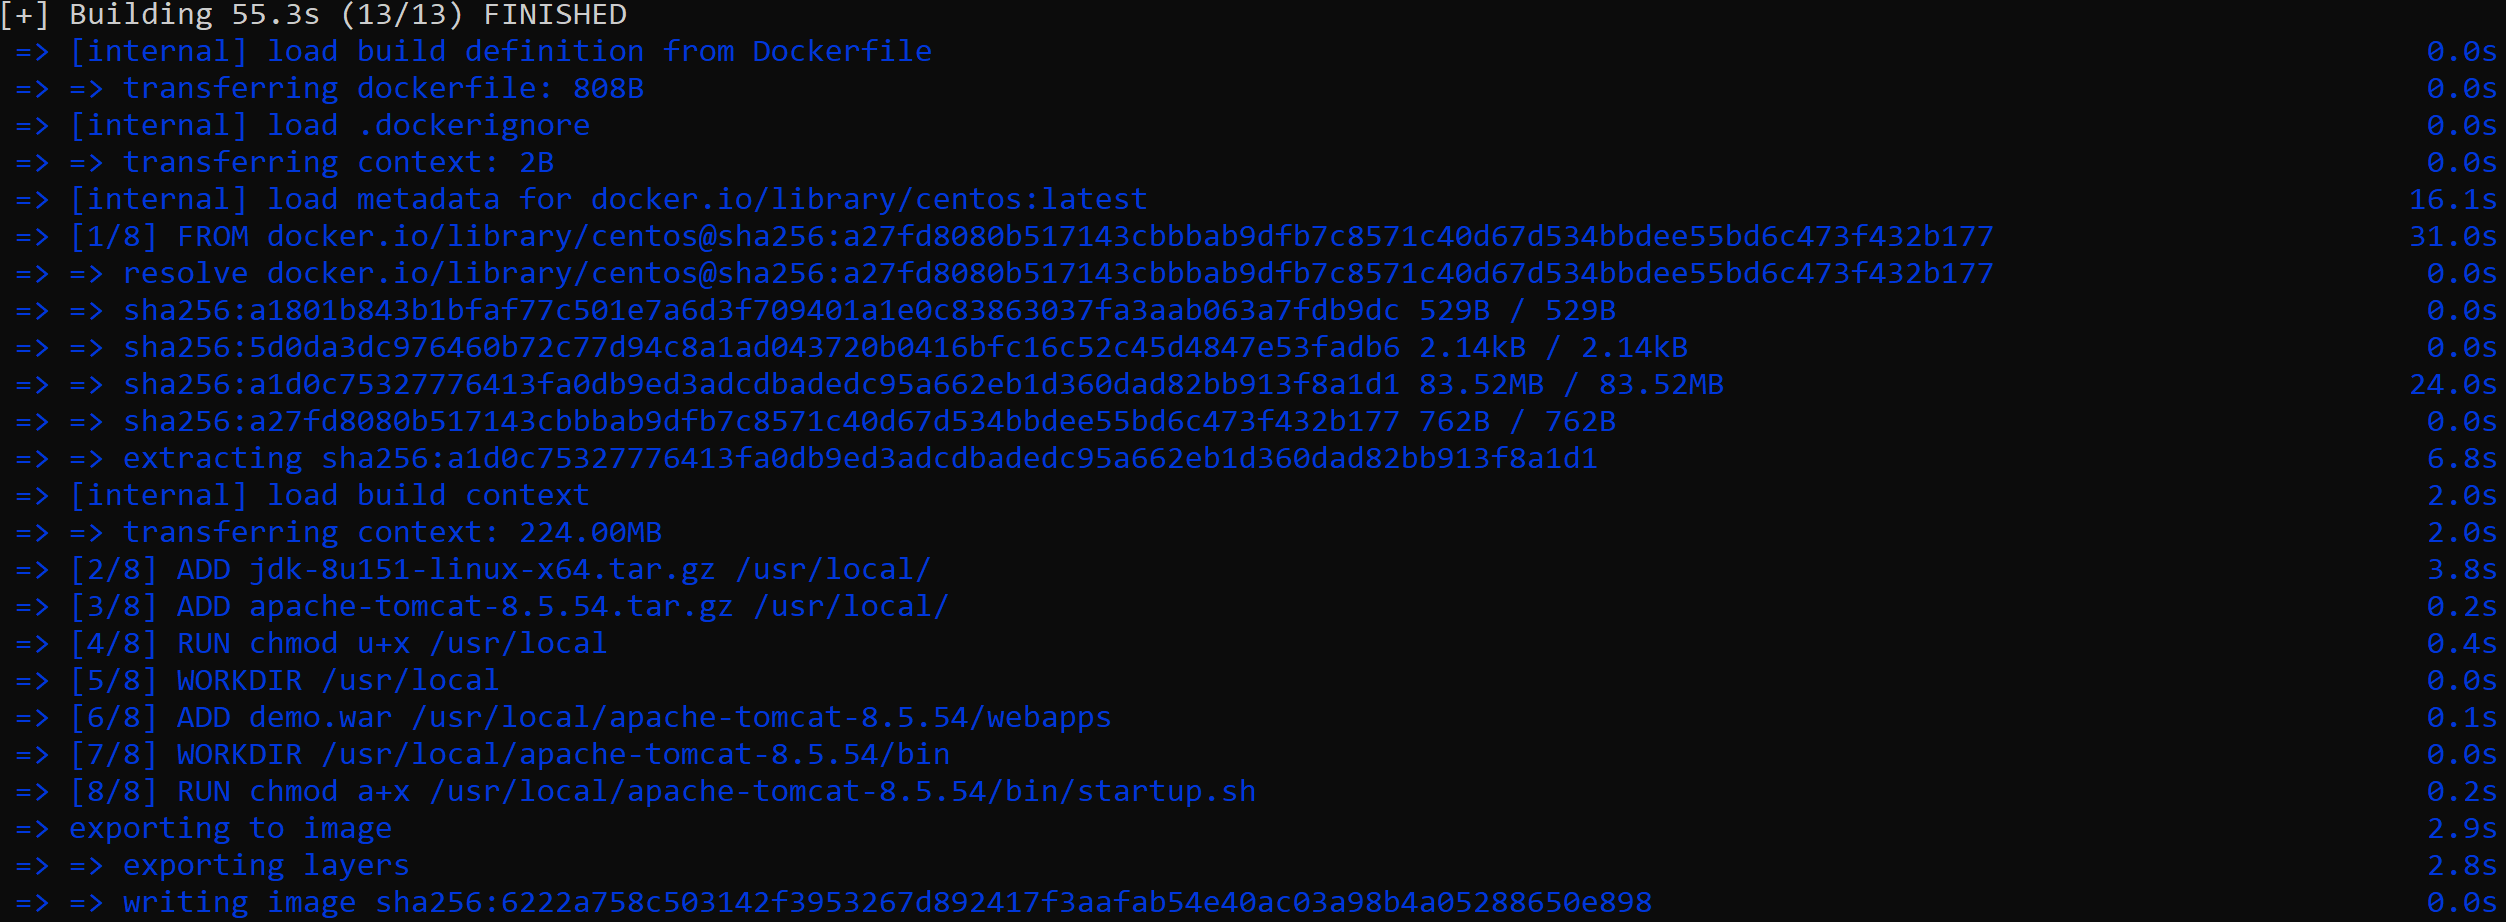 [+] Building 55.3s (13/13) FINISHED
=> [internal] load build definition from Dockerfile 0.0s
=> => transferring dockerfile: 808B 0.0s
=> [internal] load .dockerignore 0.0s
=> => transferring context: 2B 0.0s
=> [internal] load metadata for docker.io/library/centos:latest 16.1s
=> [1/8] FROM docker.io/library/centos@sha256:a27fd8080b517143cbbbab9dfb7c8571c40d67d534bbdee55bd6c473f432b177 31.0s
=> => resolve docker.io/library/centos@sha256:a27fd8080b517143cbbbab9dfb7c8571c40d67d534bbdee55bd6c473f432b177 0.0s
=> => sha256:a1801b843b1bfaf77c501e7a6d3f709401a1e0c83863037fa3aab063a7fdb9dc 529B / 529B 0.0s
=> => sha256:5d0da3dc976460b72c77d94c8a1ad043720b0416bfc16c52c45d4847e53fadb6 2.14kB / 2.14kB 0.0s
=> => sha256:a1d0c75327776413fa0db9ed3adcdbadedc95a662eb1d360dad82bb913f8a1d1 83.52MB / 83.52MB 24.0s
=> => sha256:a27fd8080b517143cbbbab9dfb7c8571c40d67d534bbdee55bd6c473f432b177 762B / 762B 0.0s
=> => extracting sha256:a1d0c75327776413fa0db9ed3adcdbadedc95a662eb1d360dad82bb913f8a1d1 6.8s
=> [internal] load build context 2.0s
=> => transferring context: 224.00MB 2.0s
=> [2/8] ADD jdk-8u151-linux-x64.tar.gz /usr/local/ 3.8s
=> [3/8] ADD apache-tomcat-8.5.54.tar.gz /usr/local/ 0.2s
=> [4/8] RUN chmod u+x /usr/local 0.4s
=> [5/8] WORKDIR /usr/local 0.0s
=> [6/8] ADD demo.war /usr/local/apache-tomcat-8.5.54/webapps 0.1s
=> [7/8] WORKDIR /usr/local/apache-tomcat-8.5.54/bin 0.0s
=> [8/8] RUN chmod a+x /usr/local/apache-tomcat-8.5.54/bin/startup.sh 0.2s
=> exporting to image 2.9s
=> => exporting layers 2.8s
=> => writing image sha256:6222a758c503142f3953267d892417f3aafab54e40ac03a98b4a05288650e898 0.0s